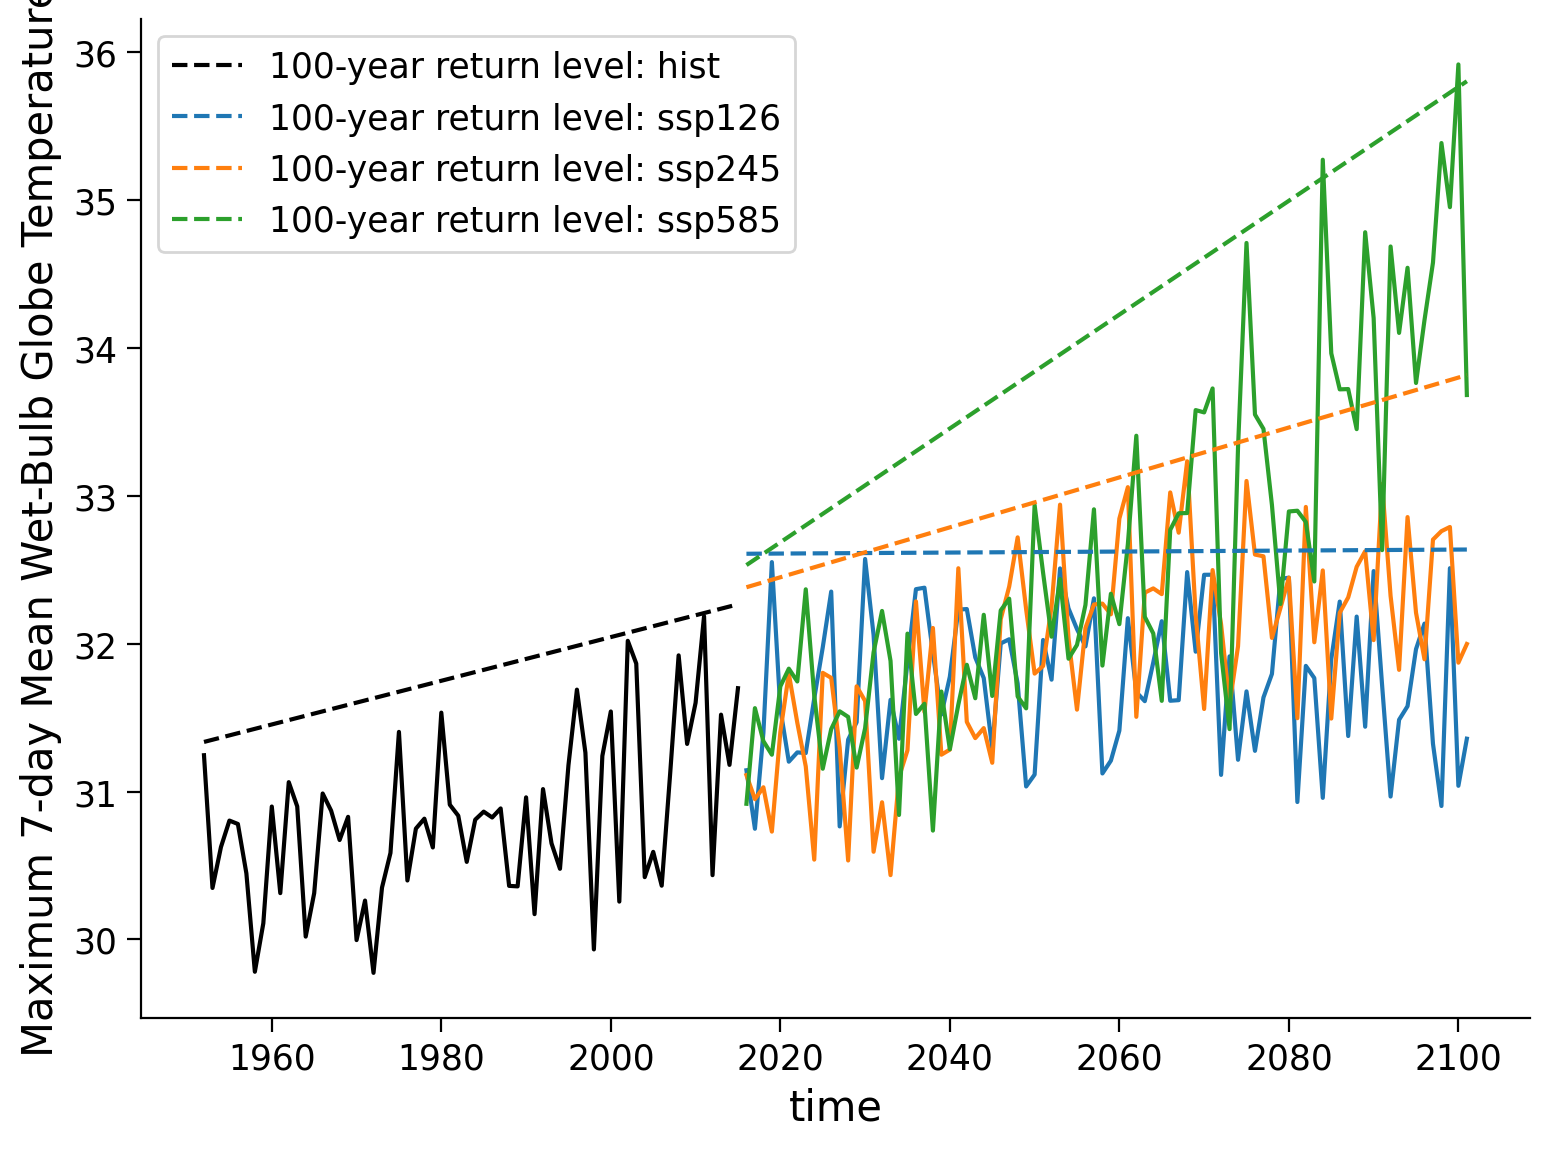 Maximum 7-day Mean Wet-Bulb Globe Temperature
36
35
34
33
32
31
30
100-year return level: hist
100-year return level: ssp126
100-year return level: ssp245
100-year return level: ssp585
1960 1980 2000 2020 2040 2060 2080 2100
time